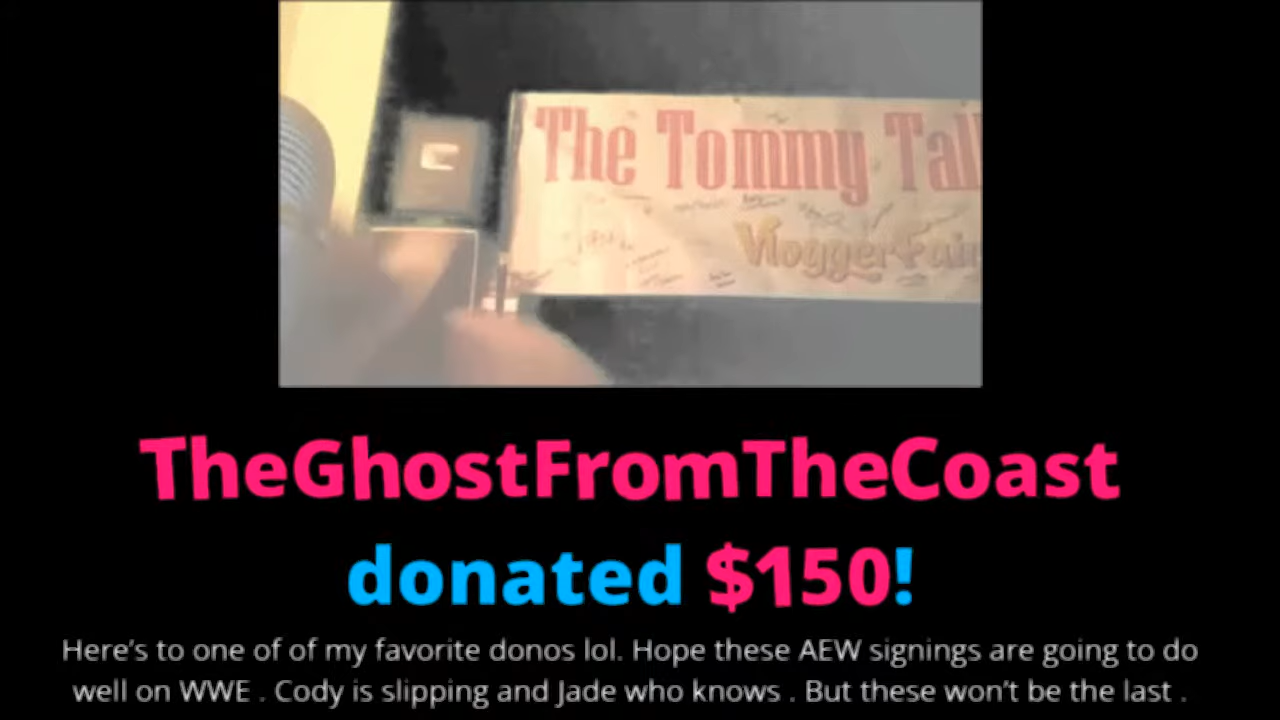 The Tommy
VloggerFair
TheGhostFromTheCoast
donated $150!
Here’s to one of of my favorite donos lol. Hope these AEW signings are going to do
well on WWE . Cody is slipping and Jade who knows . But these won’t be the last .